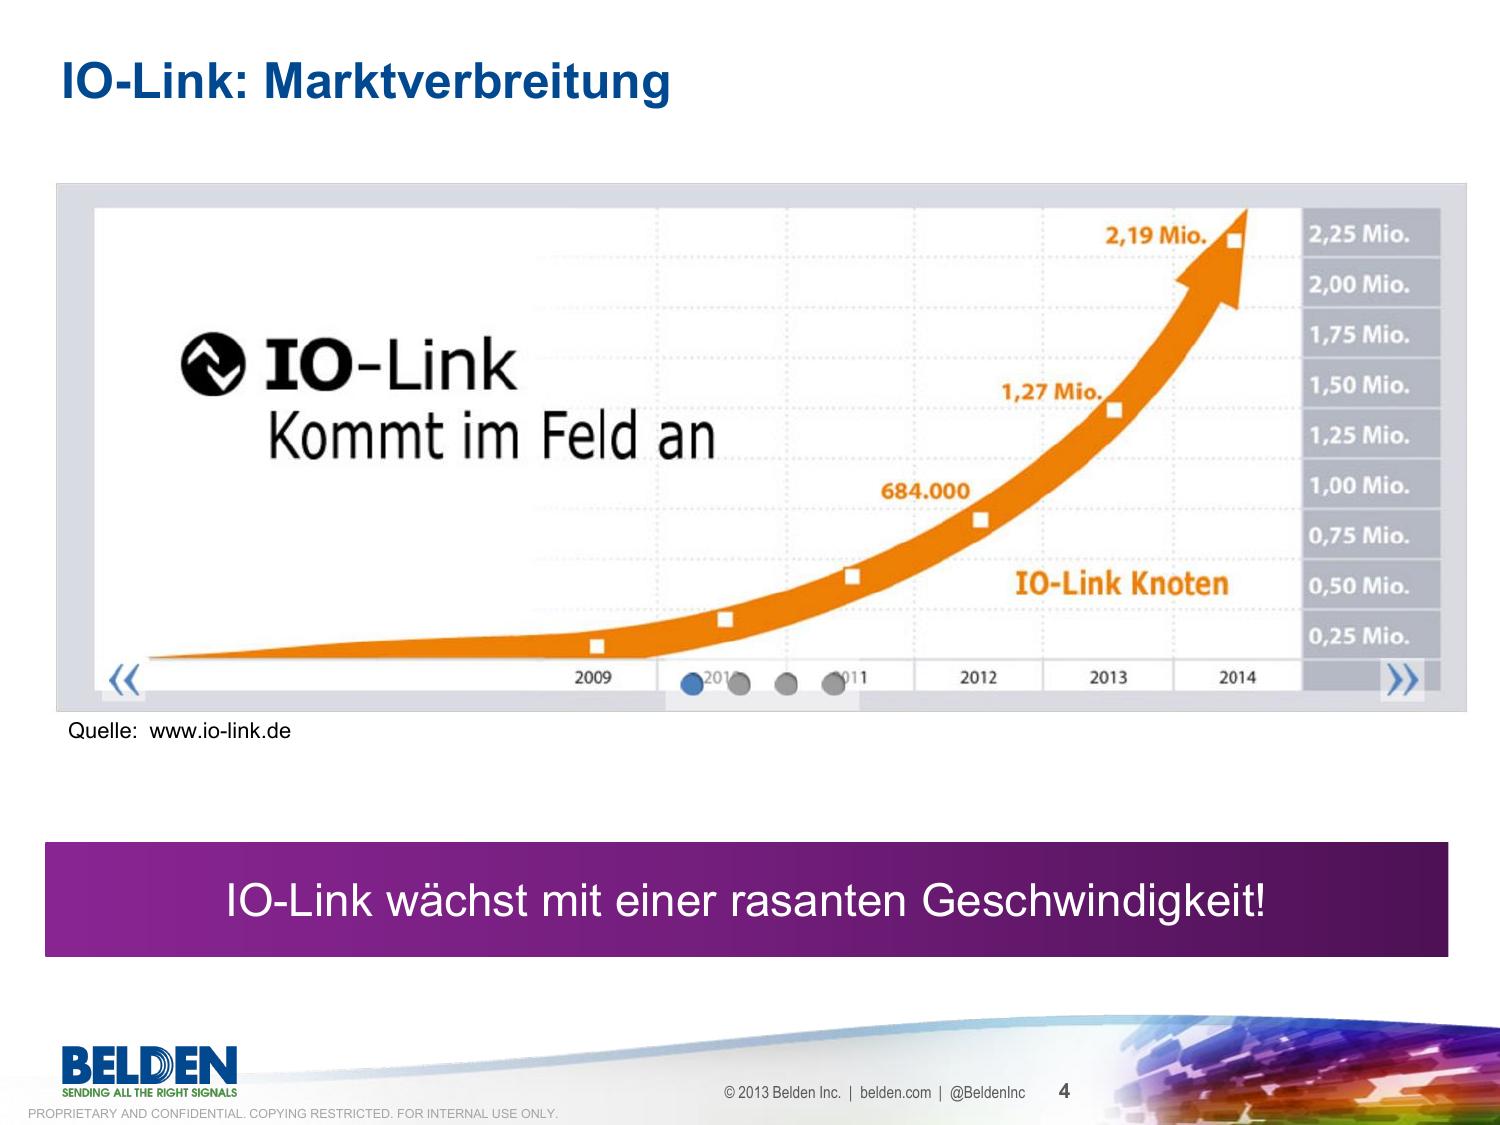 IO-Link: Marktverbreitung
IO-Link
Kommt im Feld an
2,19 Mio.
1,27 Mio.
684.000
IO-Link Knoten
2,25 Mio.
2,00 Mio.
1,75 Mio.
1,50 Mio.
1,25 Mio.
1,00 Mio.
0,75 Mio.
0,50 Mio.
0,25 Mio.
2009 2011 2012 2013 2014
Quelle: www.io-link.de
IO-Link wächst mit einer rasanten Geschwindigkeit!
BELDEN
SENDING ALL THE RIGHT SIGNALS
© 2013 Belden Inc. | belden.com | @BeldenInc 4
PROPRIETARY AND CONFIDENTIAL. COPYING RESTRICTED. FOR INTERNAL USE ONLY.